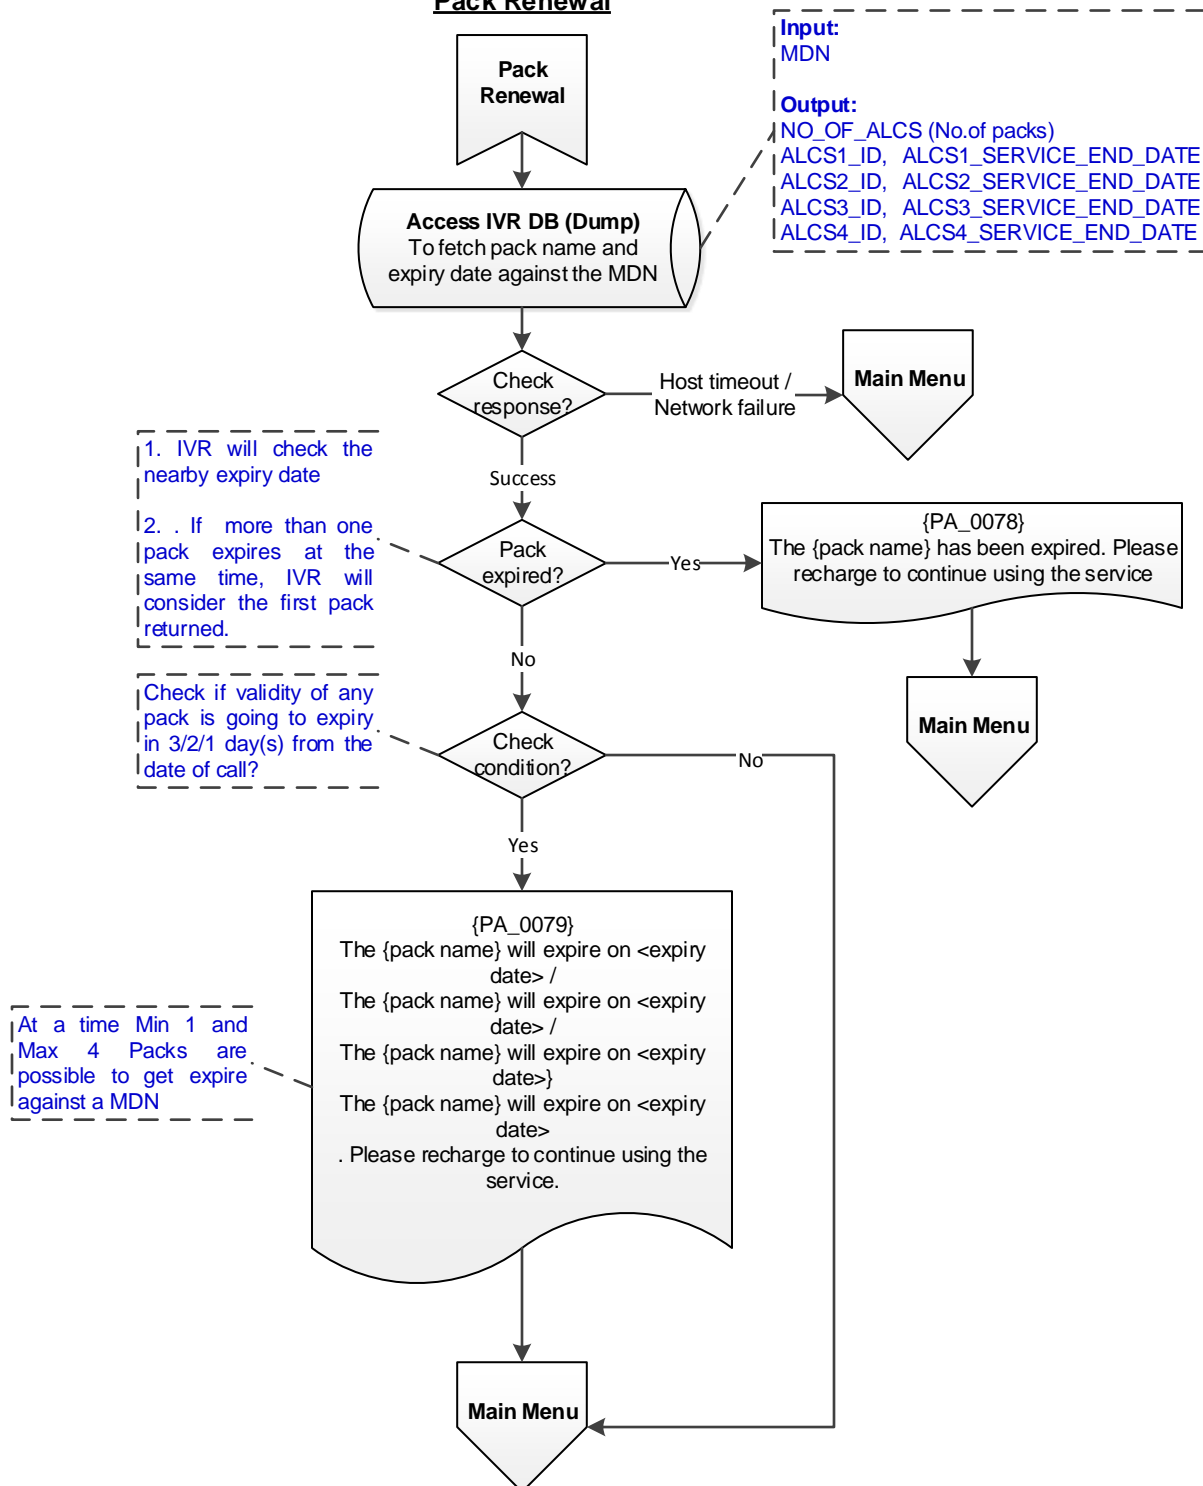 Pack Renewal
Pack
Renewal
Input:
MDN
Output:
NO_OF_ALCS (No.of packs)
ALCS1_ID, ALCS1_SERVICE_END_DATE
ALCS2_ID, ALCS2_SERVICE_END_DATE
ALCS3_ID, ALCS3_SERVICE_END_DATE
ALCS4_ID, ALCS4_SERVICE_END_DATE
Access IVR DB (Dump)
To fetch pack name and
expiry date against the MDN
Check
response?
Host timeout /
Network failure
Main Menu
Success
1. IVR will check the
nearby expiry date
2. . If more than one
pack expires at the
same time, IVR will
consider the first pack
returned.
Pack
expired?
Yes
{PA_0078}
The {pack name} has been expired. Please
recharge to continue using the service
Main Menu
No
Check if validity of any
pack is going to expiry
in 3/2/1 day(s) from the
date of call?
Check
condition?
No
Yes
{PA_0079}
The {pack name} will expire on <expiry
date> /
The {pack name} will expire on <expiry
date> /
The {pack name} will expire on <expiry
date>}
The {pack name} will expire on <expiry
date>
. Please recharge to continue using the
service.
At a time Min 1 and
Max 4 Packs are
possible to get expire
against a MDN
Main Menu